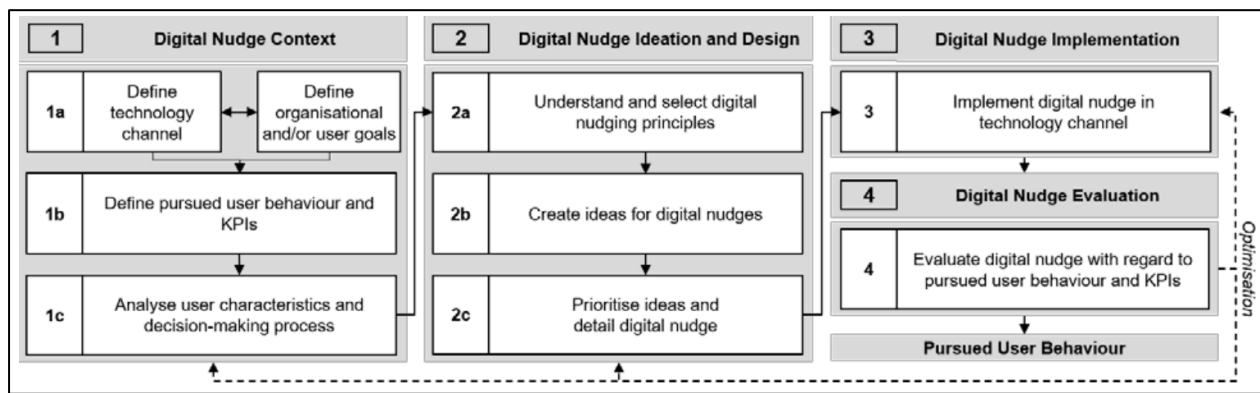 1
Digital Nudge Context
1a
Define
technology
channel
Define
organisational
and/or user goals
1b
Define pursued user behaviour and
KPIs
1c
Analyse user characteristics and
decision-making process
2
Digital Nudge Ideation and Design
2a
Understand and select digital
nudging principles
2b
Create ideas for digital nudges
2c
Prioritise ideas and
detail digital nudge
3
Digital Nudge Implementation
3
Implement digital nudge in
technology channel
4
Digital Nudge Evaluation
4
Evaluate digital nudge with regard to
pursued user behaviour and KPIs
Pursued User Behaviour
Optimisation